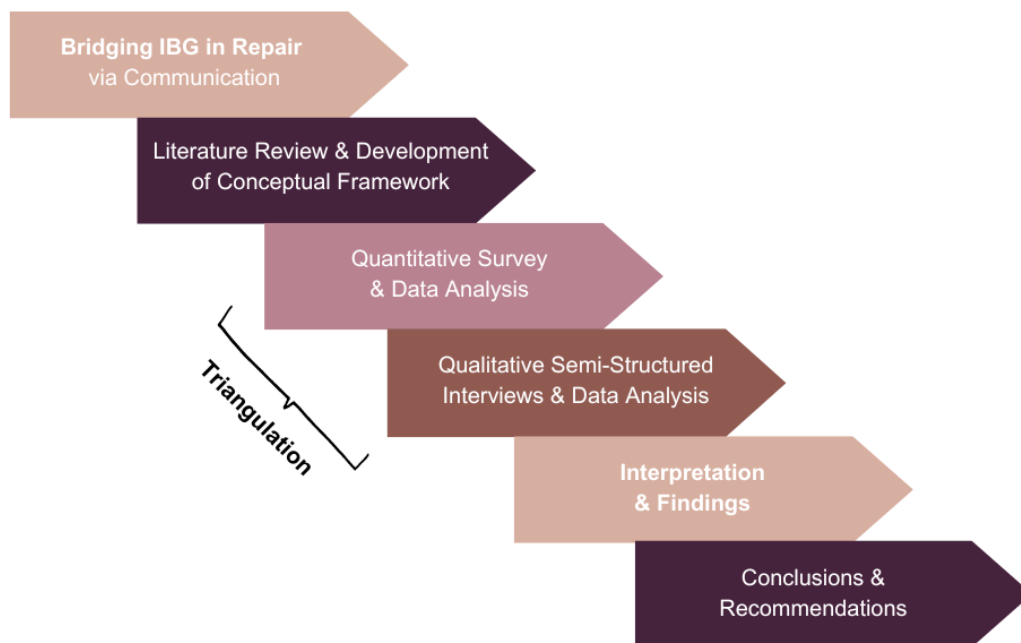 Bridging IBG in Repair
via Communication
Literature Review & Development
of Conceptual Framework
Quantitative Survey
& Data Analysis
Triangulation
Qualitative Semi-Structured
Interviews & Data Analysis
Interpretation
& Findings
Conclusions &
Recommendations